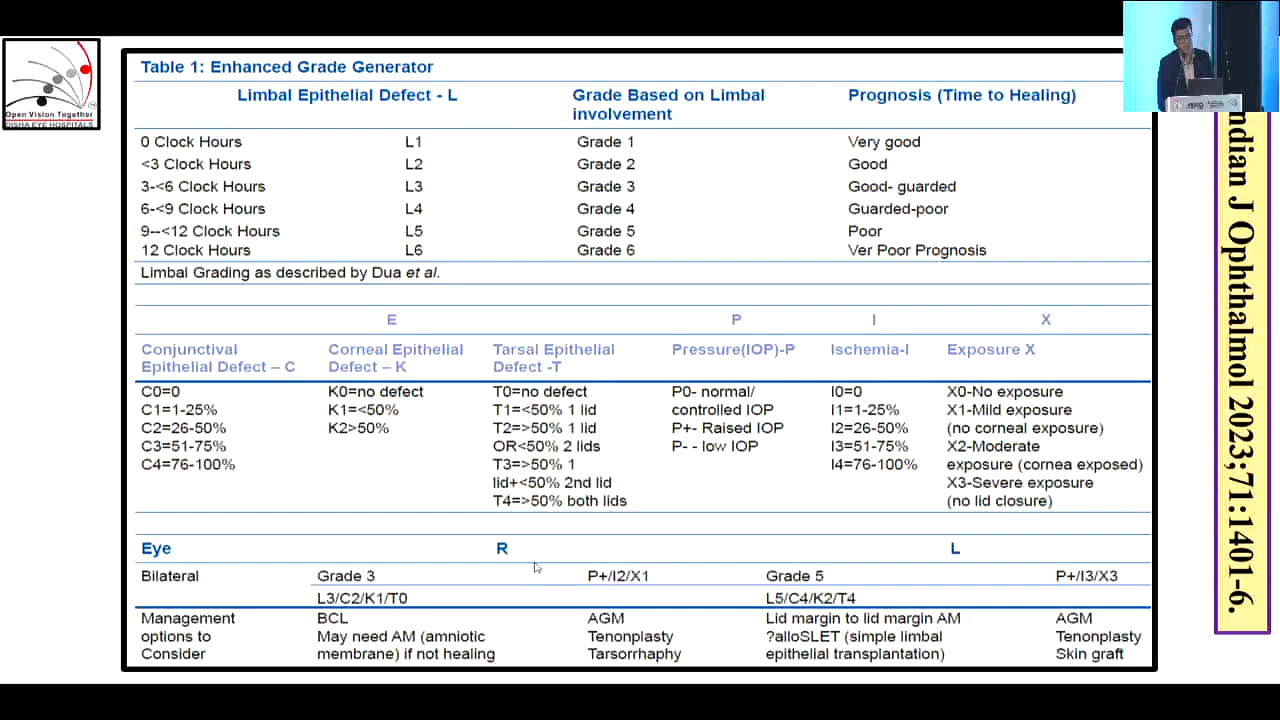 Open Vision Together
DISHA EYE HOSPITALS
Table 1: Enhanced Grade Generator
Limbal Epithelial Defect - L Grade Based on Limbal involvement Prognosis (Time to Healing)
0 Clock Hours L1 Grade 1 Very good
<3 Clock Hours L2 Grade 2 Good
3-<6 Clock Hours L3 Grade 3 Good- guarded
6-<9 Clock Hours L4 Grade 4 Guarded-poor
9--<12 Clock Hours L5 Grade 5 Poor
12 Clock Hours L6 Grade 6 Ver Poor Prognosis
Limbal Grading as described by Dua et al.
E P I X
Conjunctival Corneal Epithelial Tarsal Epithelial Pressure(IOP)-P Ischemia-I Exposure X
Epithelial Defect – C Defect – K Defect -T
C0=0 K0=no defect T0=no defect P0- normal/ I0=0 X0-No exposure
C1=1-25% K1=<50% T1=<50% 1 lid controlled IOP I1=1-25% X1-Mild exposure
C2=26-50% K2>50% T2=>50% 1 lid P+- Raised IOP I2=26-50% (no corneal exposure)
C3=51-75% OR<50% 2 lids P- - low IOP I3=51-75% X2-Moderate
C4=76-100% T3=>50% 1 I4=76-100% exposure (cornea exposed)
lid+<50% 2nd lid X3-Severe exposure
T4=>50% both lids (no lid closure)
Eye R L
Bilateral Grade 3 P+/I2/X1 Grade 5 P+/I3/X3
L3/C2/K1/T0 L5/C4/K2/T4
Management BCL AGM Lid margin to lid margin AM AGM
options to May need AM (amniotic Tenonplasty ?alloSLET (simple limbal Tenonplasty
Consider membrane) if not healing Tarsorrhaphy epithelial transplantation) Skin graft
ndian J Ophthalmol 2023;71:1401-6.